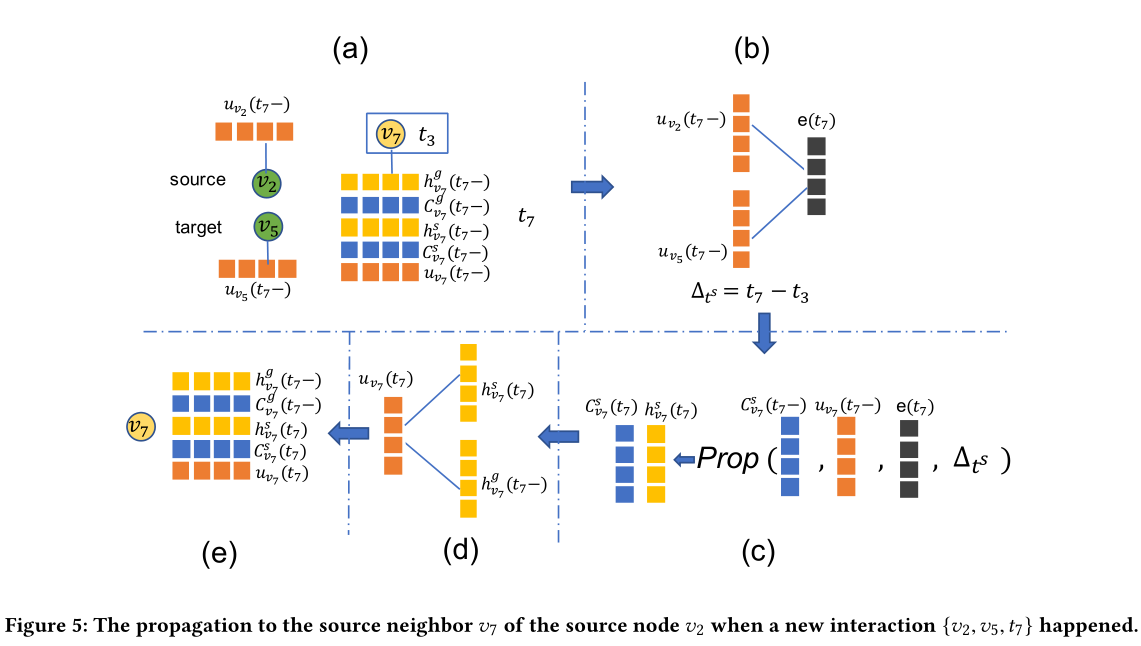 (a)
(b)
u_{v_2}(t_7−)
source
v_2
target
v_5
u_{v_5}(t_7−)
v_7 t_3
h^g_{v_7}(t_7−)
C^g_{v_7}(t_7−)
h^s_{v_7}(t_7−)
C^s_{v_7}(t_7−)
u_{v_7}(t_7−)
t_7
u_{v_2}(t_7−)
e(t_7)
u_{v_5}(t_7−)
Δ_{t^s} = t_7 − t_3
v_7
h^g_{v_7}(t_7−)
C^g_{v_7}(t_7−)
h^s_{v_7}(t_7)
C^s_{v_7}(t_7)
u_{v_7}(t_7)
u_{v_7}(t_7)
h^s_{v_7}(t_7)
h^g_{v_7}(t_7−)
C^s_{v_7}(t_7) h^s_{v_7}(t_7)
C^s_{v_7}(t_7−) u_{v_7}(t_7−) e(t_7)
Prop ( , , , Δ_{t^s} )
(e)
(d)
(c)
Figure 5: The propagation to the source neighbor v_7 of the source node v_2 when a new interaction {v_2, v_5, t_7} happened.